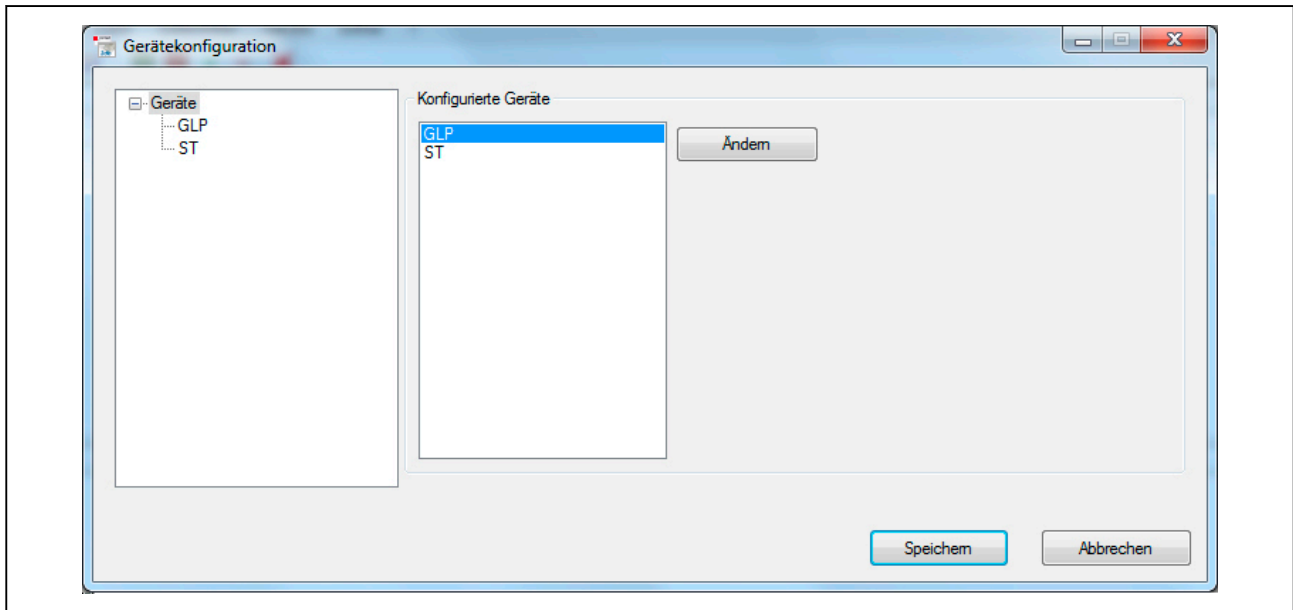 Gerätekonfiguration
Geräte
GLP
ST
Konfigurierte Geräte
GLP
ST
Ändern
Speichern
Abbrechen